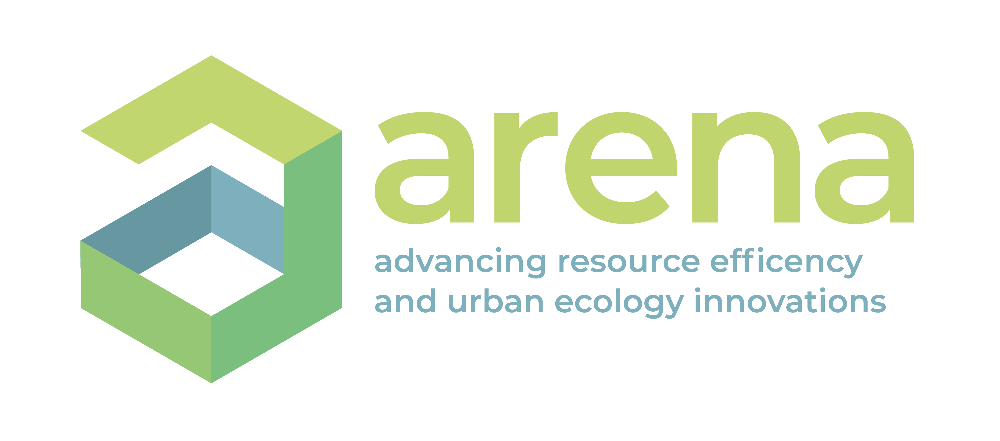 arena
advancing resource efficency
and urban ecology innovations